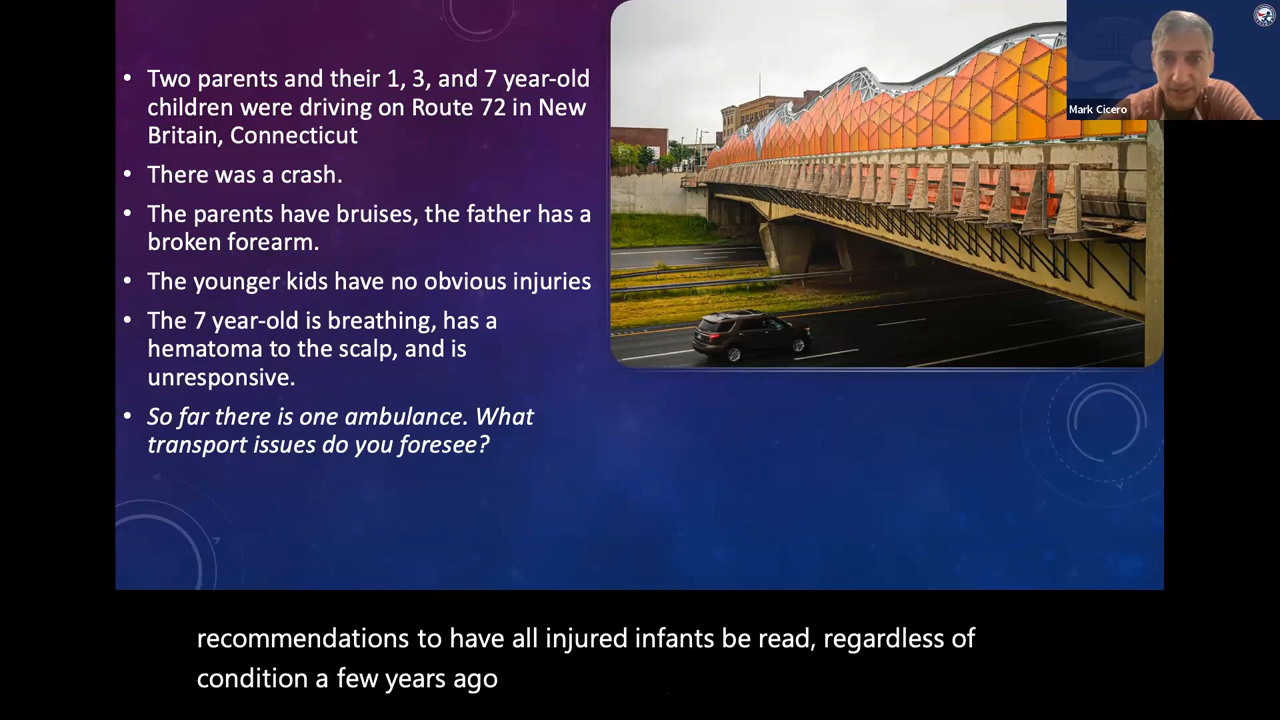 • Two parents and their 1, 3, and 7 year-old
children were driving on Route 72 in New
Britain, Connecticut
• There was a crash.
• The parents have bruises, the father has a
broken forearm.
• The younger kids have no obvious injuries
• The 7 year-old is breathing, has a
hematoma to the scalp, and is
unresponsive.
• So far there is one ambulance. What
transport issues do you foresee?
Mark Cicero
recommendations to have all injured infants be read, regardless of
condition a few years ago